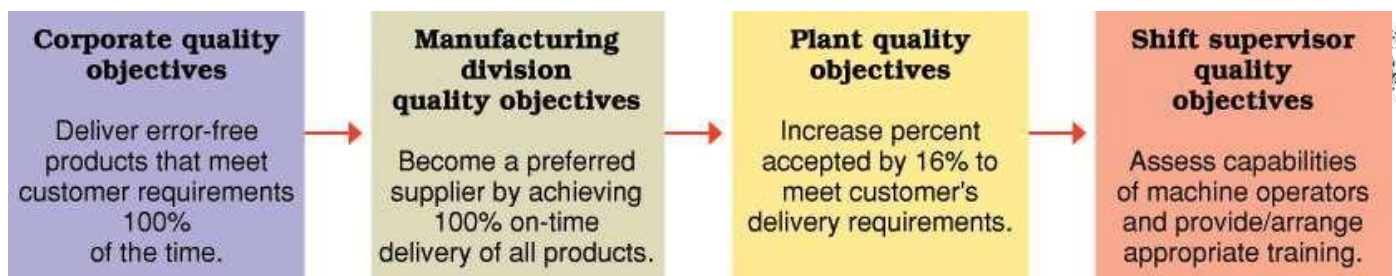 Corporate quality
objectives
Deliver error-free
products that meet
customer requirements
100%
of the time.
Manufacturing
division
quality objectives
Become a preferred
supplier by achieving
100% on-time
delivery of all products.
Plant quality
objectives
Increase percent
accepted by 16% to
meet customer's
delivery requirements.
Shift supervisor
quality
objectives
Assess capabilities
of machine operators
and provide/arrange
appropriate training.